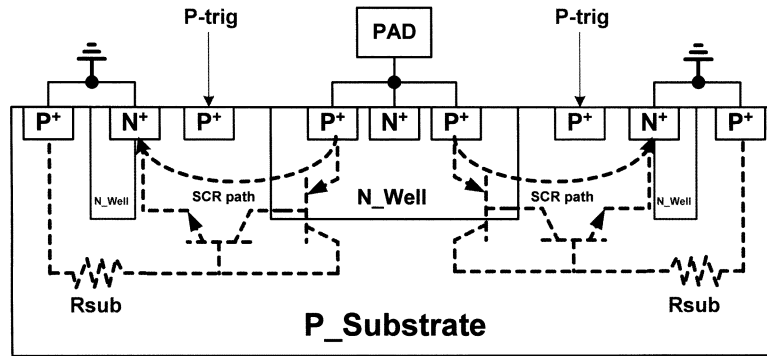 P-trig PAD P-trig
P+ N+ P+ P+ N+ P+ P+ N+ P+
N_Well SCR path N_Well SCR path N_Well
Rsub Rsub
P_Substrate